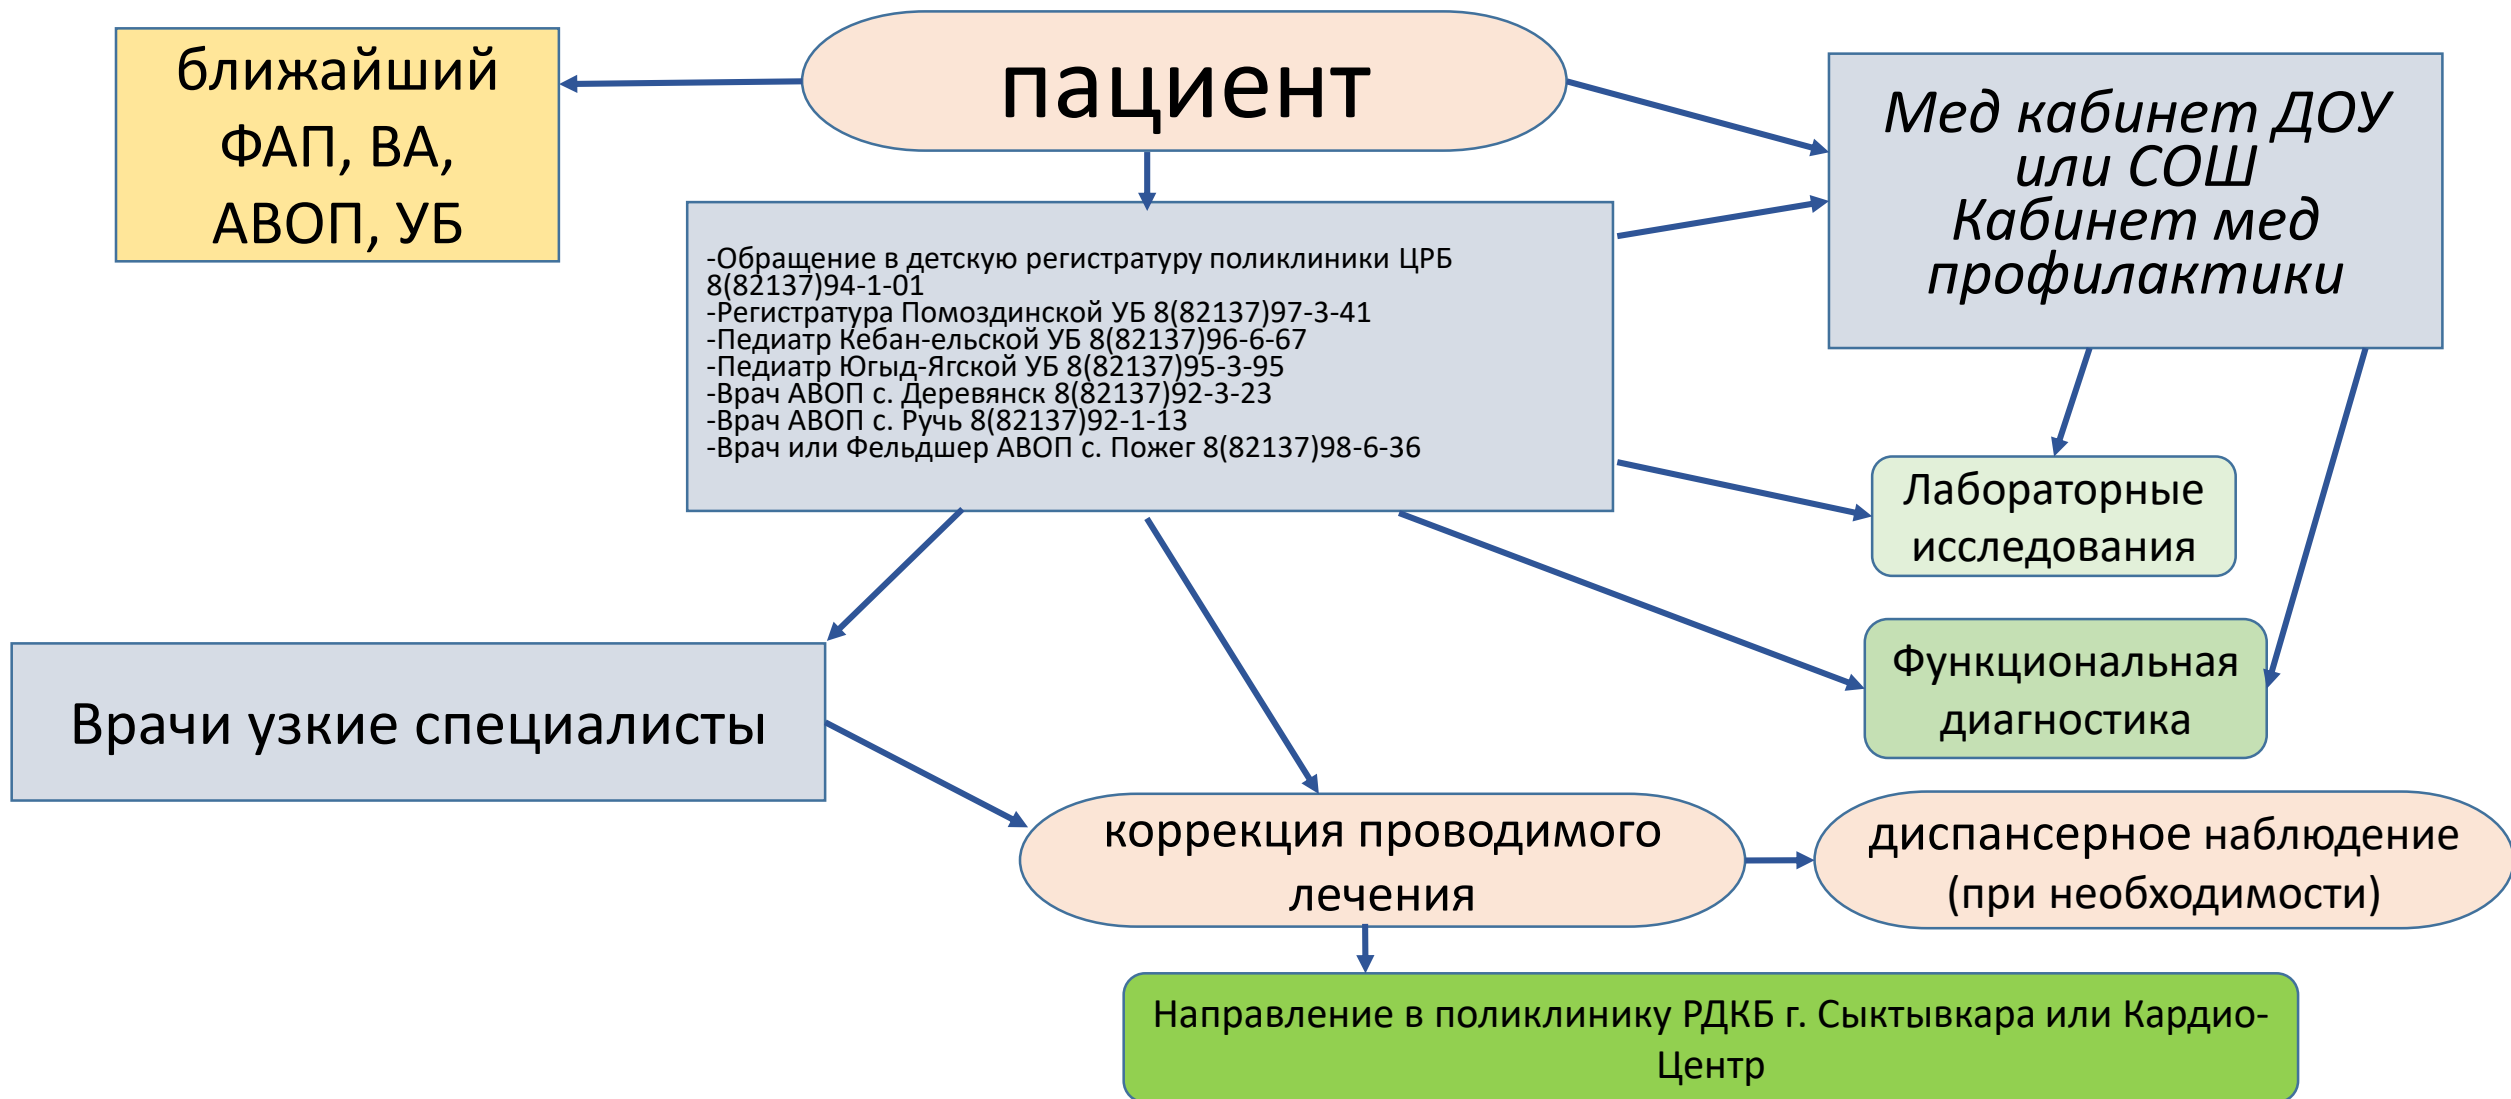 пациент
ближайший
ФАП, ВА,
АВОП, УБ
Мед кабинет ДОУ
или СОШ
Кабинет мед
профилактики
-Обращение в детскую регистратуру поликлиники ЦРБ
8(82137)94-1-01
-Регистратура Помоздинской УБ 8(82137)97-3-41
-Педиатр Кебан-ельской УБ 8(82137)96-6-67
-Педиатр Югыд-Ягской УБ 8(82137)95-3-95
-Врач АВОП с. Деревянск 8(82137)92-3-23
-Врач АВОП с. Ручь 8(82137)92-1-13
-Врач или Фельдшер АВОП с. Пожег 8(82137)98-6-36
Лабораторные
исследования
Функциональная
диагностика
Врачи узкие специалисты
коррекция проводимого
лечения
диспансерное наблюдение
(при необходимости)
Направление в поликлинику РДКБ г. Сыктывкара или Кардио-
Центр